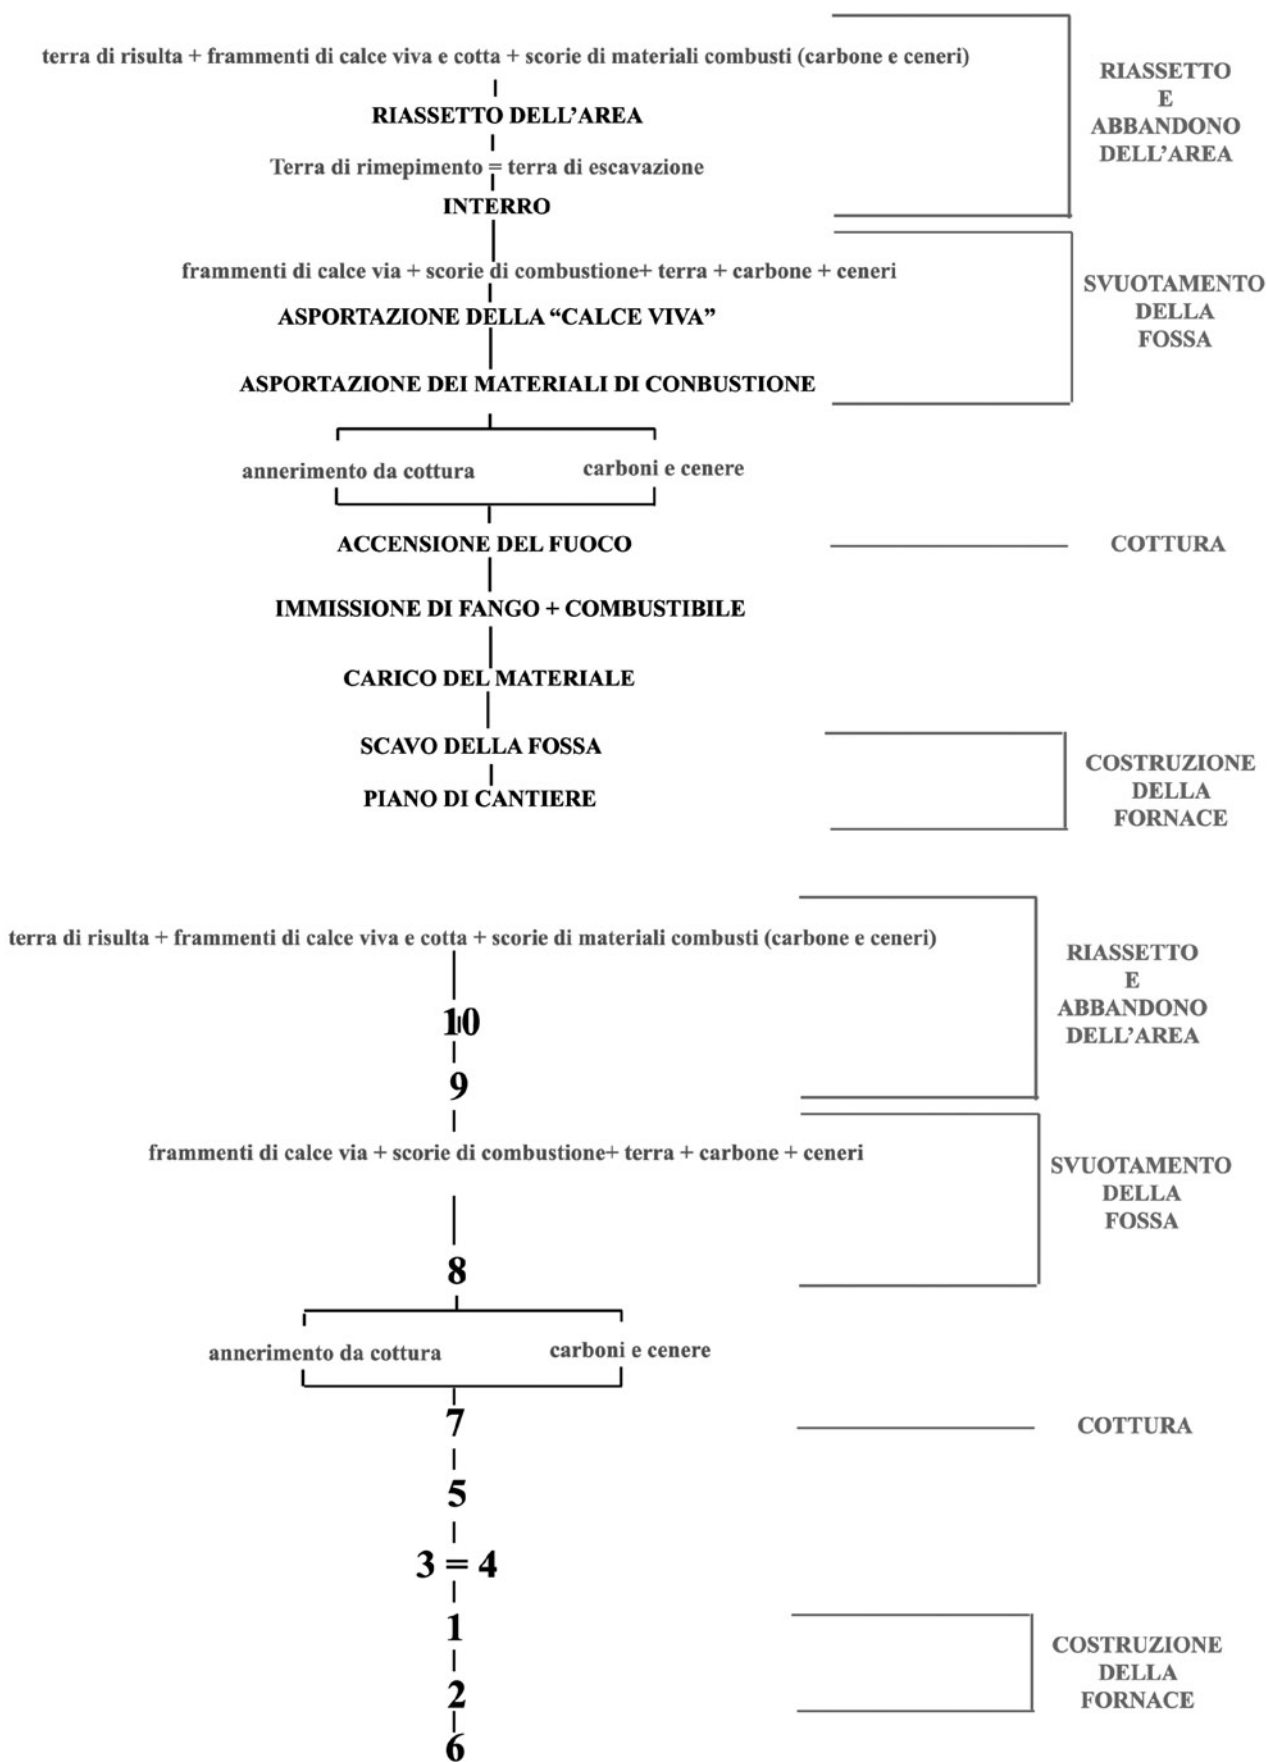 terra di risulta + frammenti di calce viva e cotta + scorie di materiali combusti (carbone e ceneri)
RIASSETTO DELL’AREA
Terra di rimepimento = terra di escavazione
INTERRO
RIASSETTO
E
ABBANDONO
DELL’AREA
frammenti di calce via + scorie di combustione+ terra + carbone + ceneri
ASPORTAZIONE DELLA “CALCE VIVA”
ASPORTAZIONE DEI MATERIALI DI CONBUSTIONE
SVUOTAMENTO
DELLA
FOSSA
annerimento da cottura
carboni e cenere
ACCENSIONE DEL FUOCO
COTTURA
IMMISSIONE DI FANGO + COMBUSTIBILE
CARICO DEL MATERIALE
SCAVO DELLA FOSSA
PIANO DI CANTIERE
COSTRUZIONE
DELLA
FORNACE
terra di risulta + frammenti di calce viva e cotta + scorie di materiali combusti (carbone e ceneri)
10
9
RIASSETTO
E
ABBANDONO
DELL’AREA
frammenti di calce via + scorie di combustione+ terra + carbone + ceneri
8
SVUOTAMENTO
DELLA
FOSSA
annerimento da cottura
carboni e cenere
7
COTTURA
5
3 = 4
1
2
6
COSTRUZIONE
DELLA
FORNACE